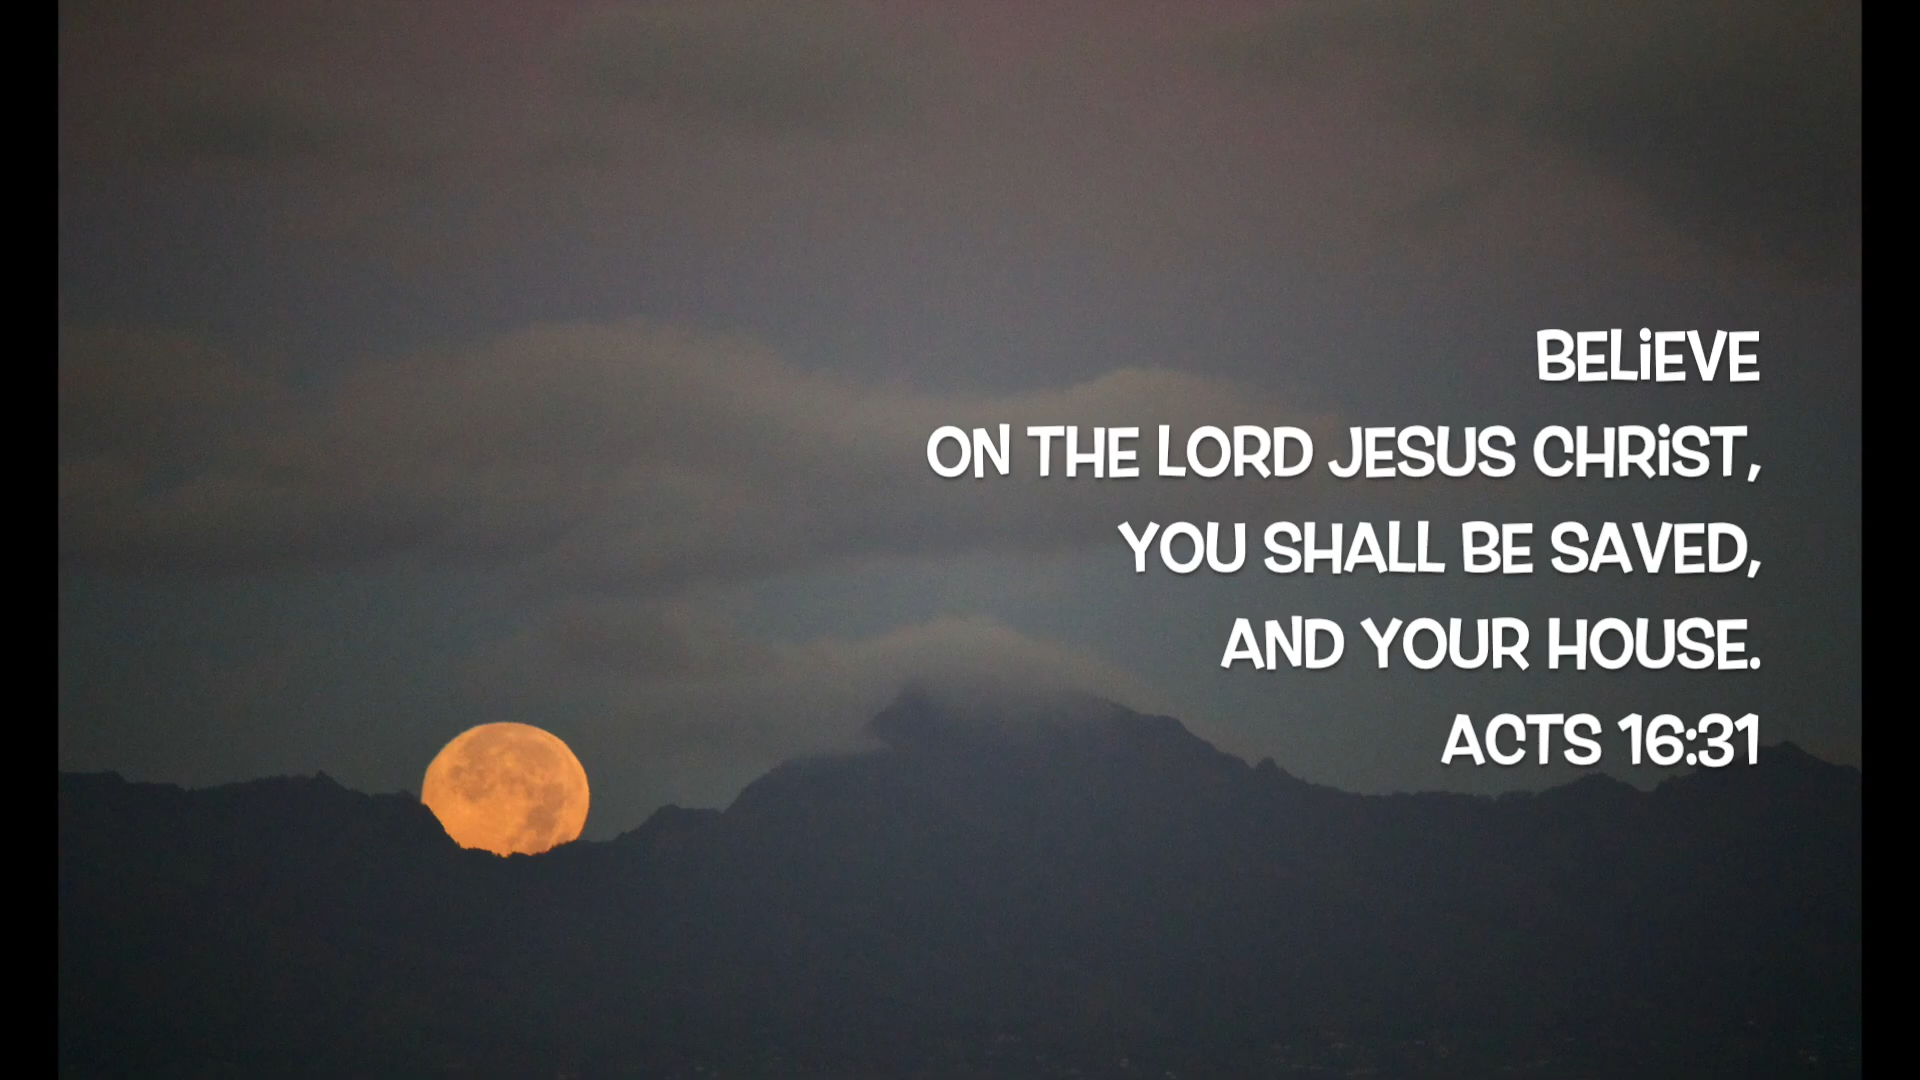 BELiEVE
ON THE LORD JESUS CHRiST,
YOU SHALL BE SAVED,
AND YOUR HOUSE.
ACTS 16:31